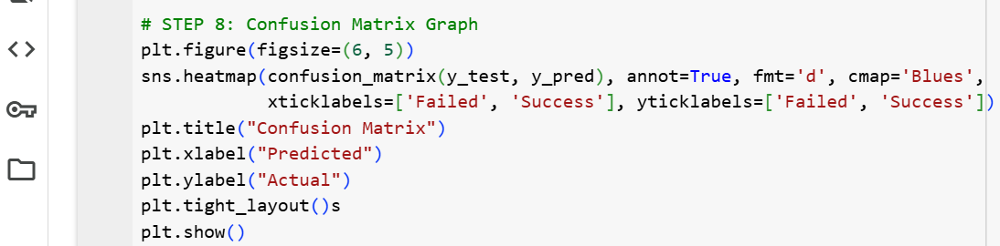 # STEP 8: Confusion Matrix Graph
plt.figure(figsize=(6, 5))
sns.heatmap(confusion_matrix(y_test, y_pred), annot=True, fmt='d', cmap='Blues',
            xticklabels=['Failed', 'Success'], yticklabels=['Failed', 'Success'])
plt.title("Confusion Matrix")
plt.xlabel("Predicted")
plt.ylabel("Actual")
plt.tight_layout()s
plt.show()